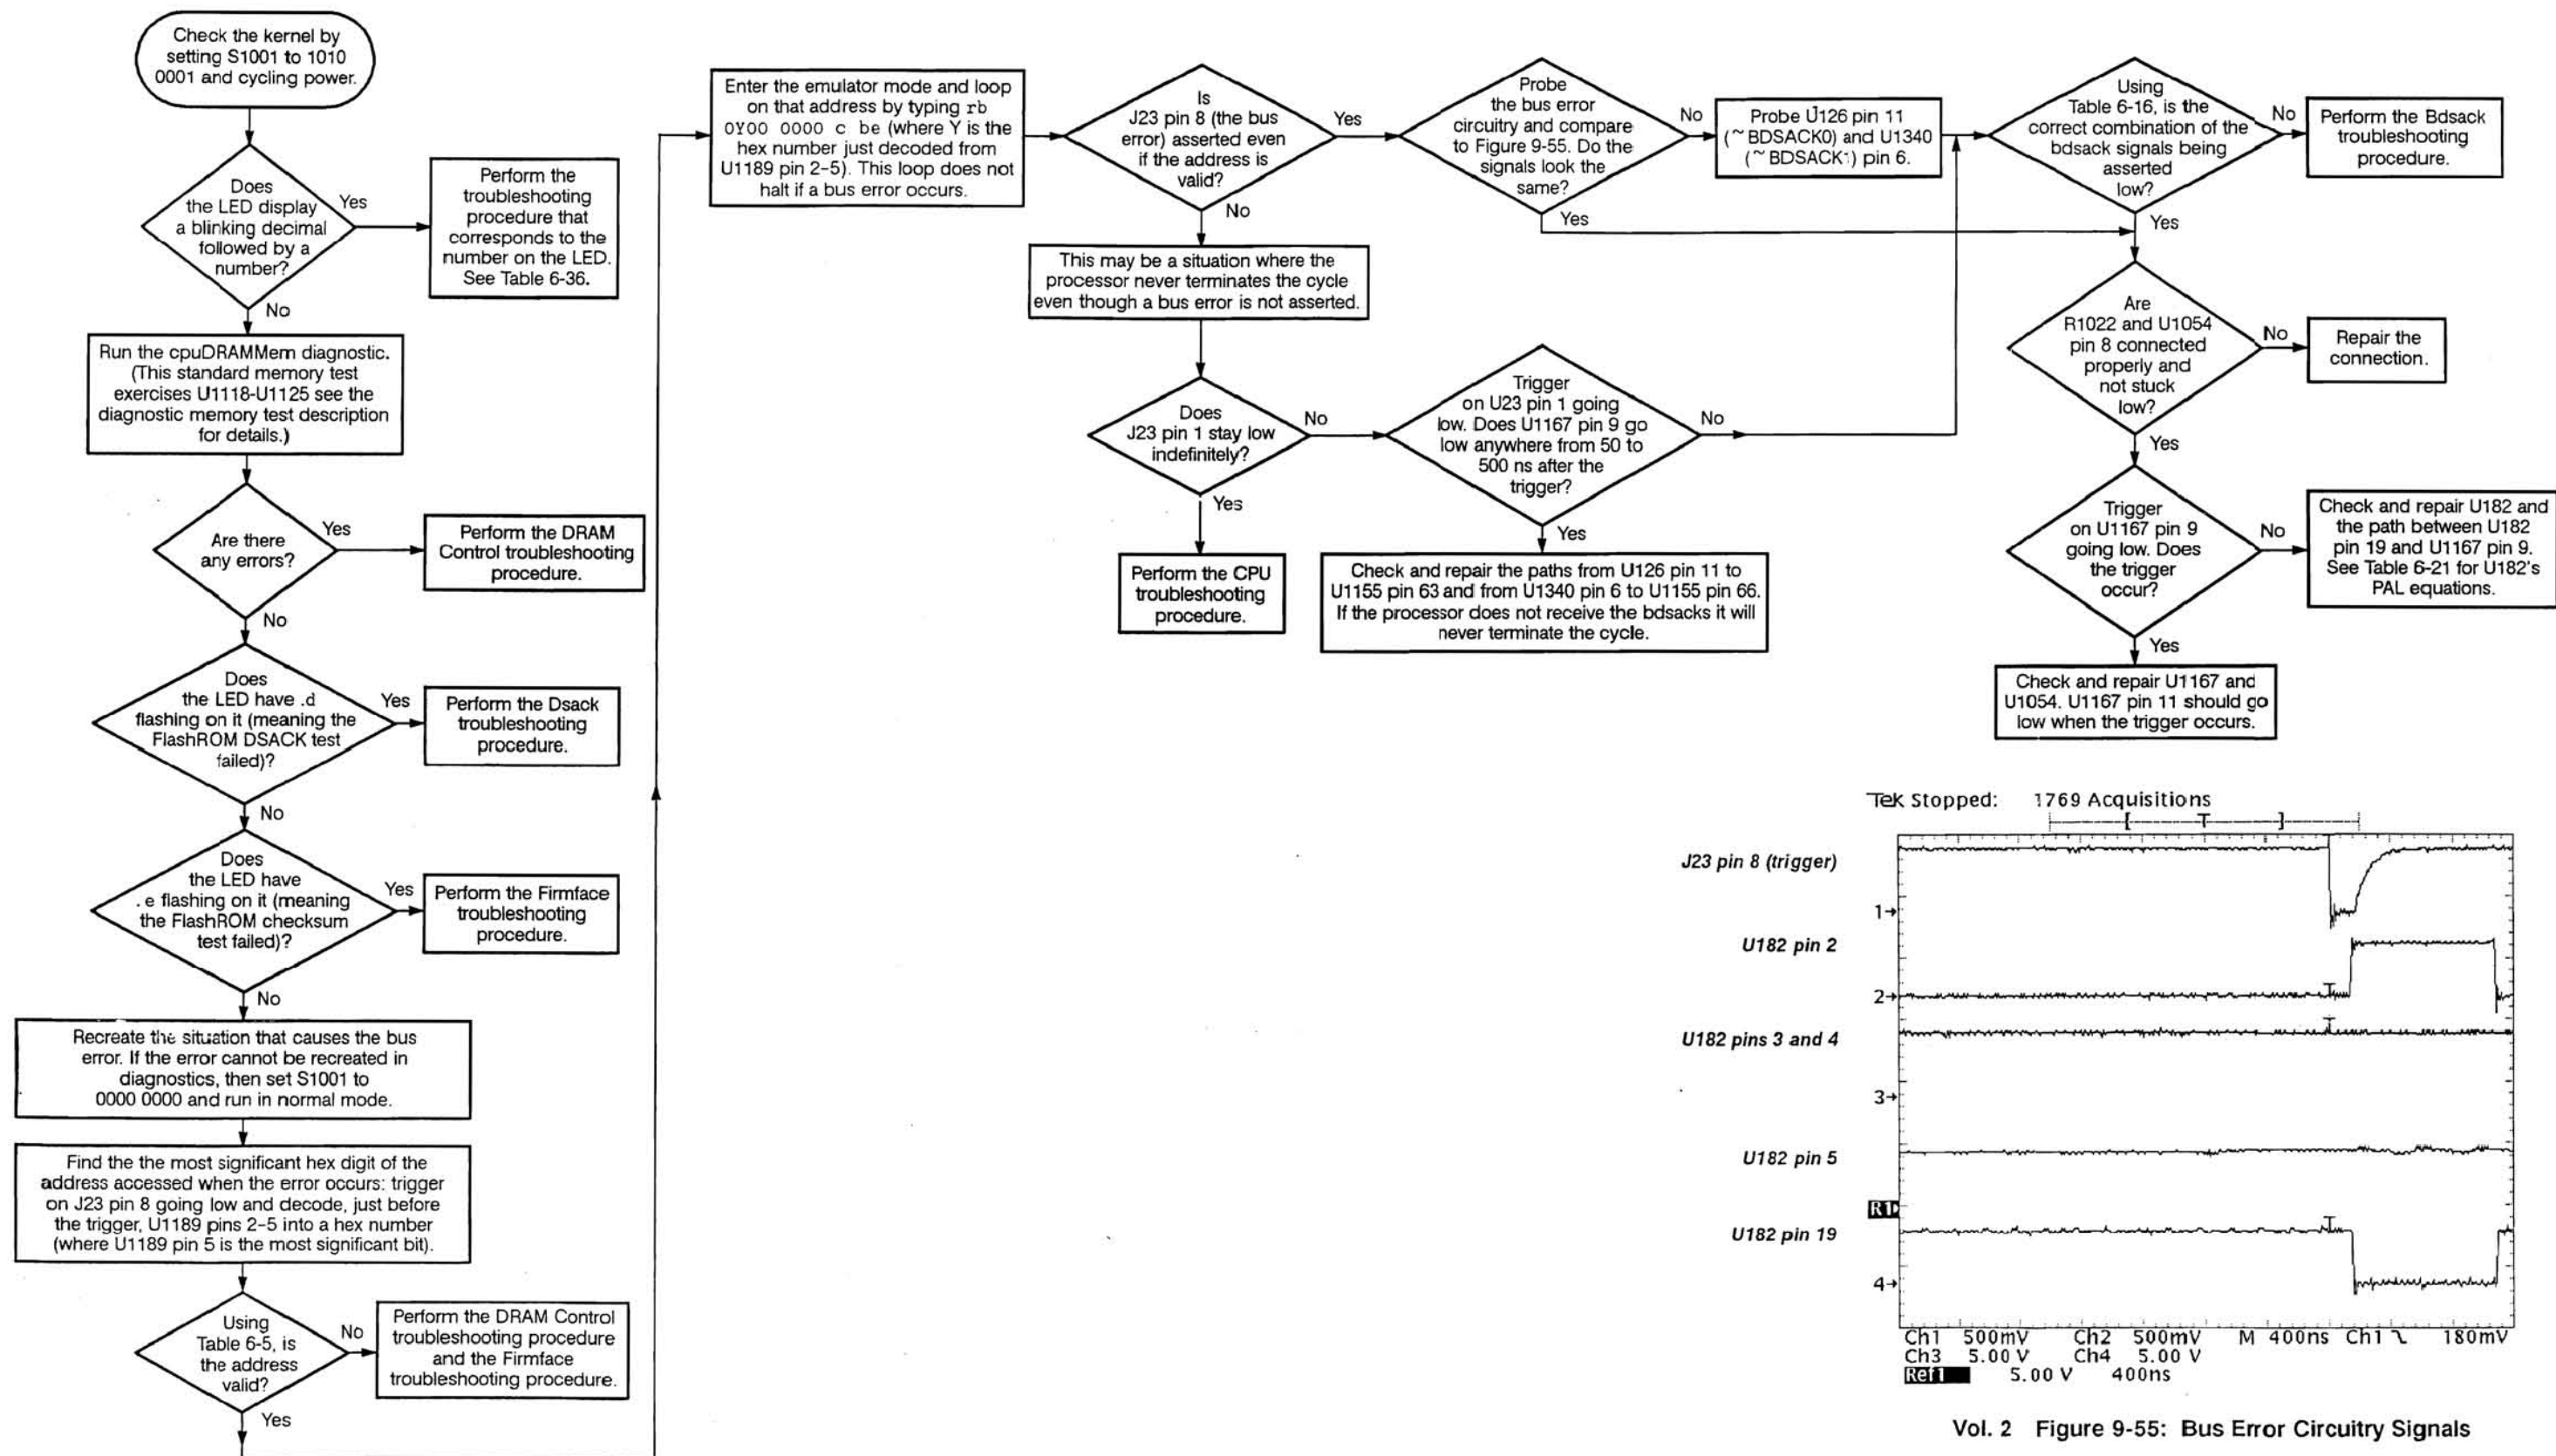 Check the kernel by
setting S1001 to 1010
0001 and cycling power.
Does
the LED display
a blinking decimal
followed by a
number?
Yes
No
Perform the
troubleshooting
procedure that
corresponds to the
number on the LED.
See Table 6-36.
Run the cpuDRAMMem diagnostic.
(This standard memory test
exercises U1118-U1125 see the
diagnostic memory test description
for details.)
Are there
any errors?
Yes
No
Perform the DRAM
Control troubleshooting
procedure.
Does
the LED have .d
flashing on it (meaning the
FlashROM DSACK test
failed)?
Yes
No
Perform the Dsack
troubleshooting
procedure.
Does
the LED have
.e flashing on it (meaning
the FlashROM checksum
test failed)?
Yes
No
Perform the Firmface
troubleshooting
procedure.
Recreate the situation that causes the bus
error. If the error cannot be recreated in
diagnostics, then set S1001 to
0000 0000 and run in normal mode.
Find the the most significant hex digit of the
address accessed when the error occurs: trigger
on J23 pin 8 going low and decode, just before
the trigger, U1189 pins 2-5 into a hex number
(where U1189 pin 5 is the most significant bit).
Using
Table 6-5, is
the address
valid?
No
Yes
Perform the DRAM Control
troubleshooting procedure
and the Firmface
troubleshooting procedure.
Enter the emulator mode and loop
on that address by typing rb
0Y00 0000 c be (where Y is the
hex number just decoded from
U1189 pin 2-5). This loop does not
halt if a bus error occurs.
Is
J23 pin 8 (the bus
error) asserted even
if the address is
valid?
Yes
No
Probe
the bus error
circuitry and compare
to Figure 9-55. Do the
signals look the
same?
No
Yes
Probe U126 pin 11
(~BDSACK0) and U1340
(~BDSACK1) pin 6.
Using
Table 6-16, is the
correct combination of the
bdsack signals being
asserted
low?
No
Yes
Perform the Bdsack
troubleshooting
procedure.
This may be a situation where the
processor never terminates the cycle
even though a bus error is not asserted.
Does
J23 pin 1 stay low
indefinitely?
No
Yes
Perform the CPU
troubleshooting
procedure.
Trigger
on U23 pin 1 going
low. Does U1167 pin 9 go
low anywhere from 50 to
500 ns after the
trigger?
No
Yes
Check and repair the paths from U126 pin 11 to
U1155 pin 63 and from U1340 pin 6 to U1155 pin 66.
If the processor does not receive the bdsacks it will
never terminate the cycle.
Are
R1022 and U1054
pin 8 connected
properly and
not stuck
low?
No
Yes
Repair the
connection.
Trigger
on U1167 pin 9
going low. Does
the trigger
occur?
No
Yes
Check and repair U182 and
the path between U182
pin 19 and U1167 pin 9.
See Table 6-21 for U182's
PAL equations.
Check and repair U1167 and
U1054. U1167 pin 11 should go
low when the trigger occurs.
Tek Stopped: 1769 Acquisitions
[ T ]
J23 pin 8 (trigger)
1→
U182 pin 2
2→
T
T
U182 pins 3 and 4
3→
U182 pin 5
R1
T
U182 pin 19
4→
Ch1 500mV Ch2 500mV M 400ns Ch1 180mV
Ch3 5.00 V Ch4 5.00 V
Ref1 5.00 V 400ns
Vol. 2 Figure 9-55: Bus Error Circuitry Signals